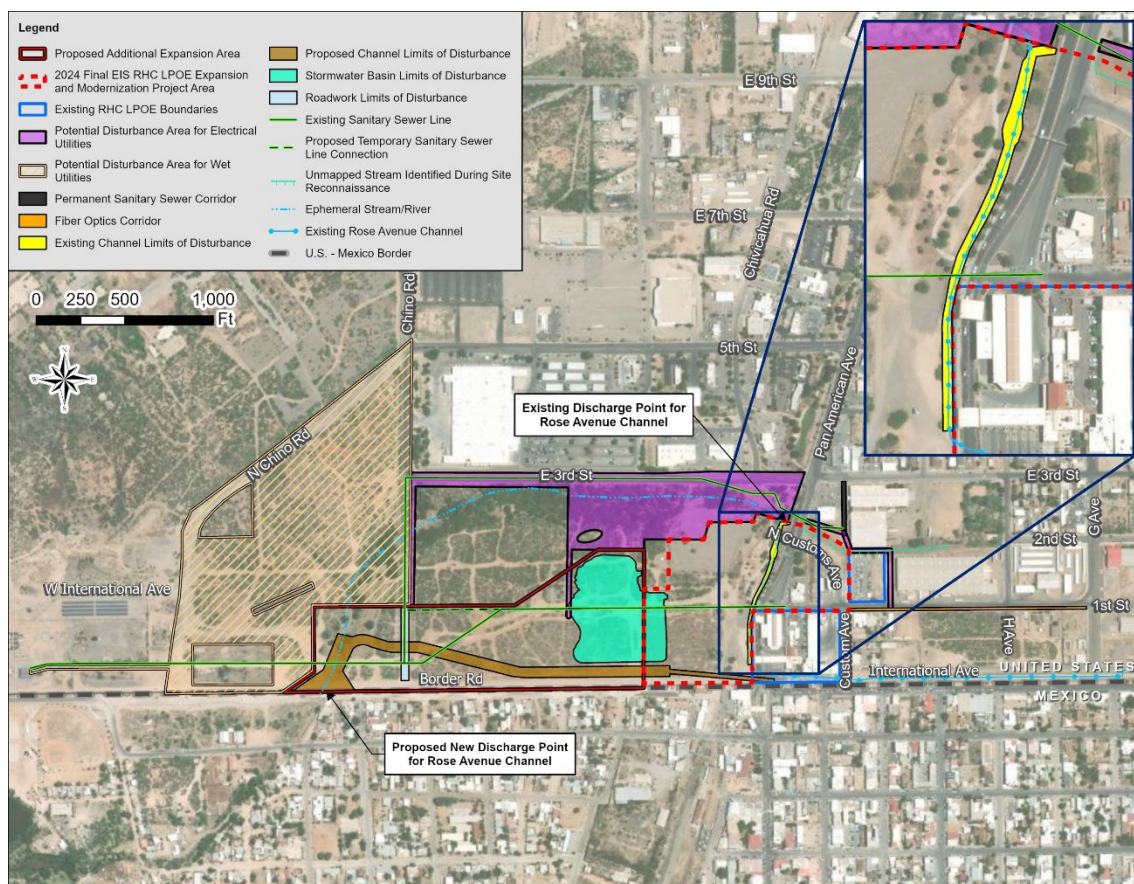 Legend
Proposed Additional Expansion Area
2024 Final EIS RHC LPOE Expansion
and Modernization Project Area
Existing RHC LPOE Boundaries
Potential Disturbance Area for Electrical
Utilities
Potential Disturbance Area for Wet
Utilities
Permanent Sanitary Sewer Corridor
Fiber Optics Corridor
Existing Channel Limits of Disturbance
Proposed Channel Limits of Disturbance
Stormwater Basin Limits of Disturbance
Roadwork Limits of Disturbance
Existing Sanitary Sewer Line
Proposed Temporary Sanitary Sewer
Line Connection
Unmapped Stream Identified During Site
Reconnaissance
Ephemeral Stream/River
Existing Rose Avenue Channel
U.S. - Mexico Border
0 250 500 1,000
Ft
N
W E
S
E 9th St
E 7th St
Chivicahua Rd
Chino Rd
5th St
Pan American Ave
Existing Discharge Point for
Rose Avenue Channel
N Chino Rd
E 3rd St
E 3rd St
G Ave
2nd St
N Customs Ave
W International Ave
1st St
H Ave
Custom Ave
International Ave
UNITED STATES
Border Rd
MEXICO
Proposed New Discharge Point
for Rose Avenue Channel